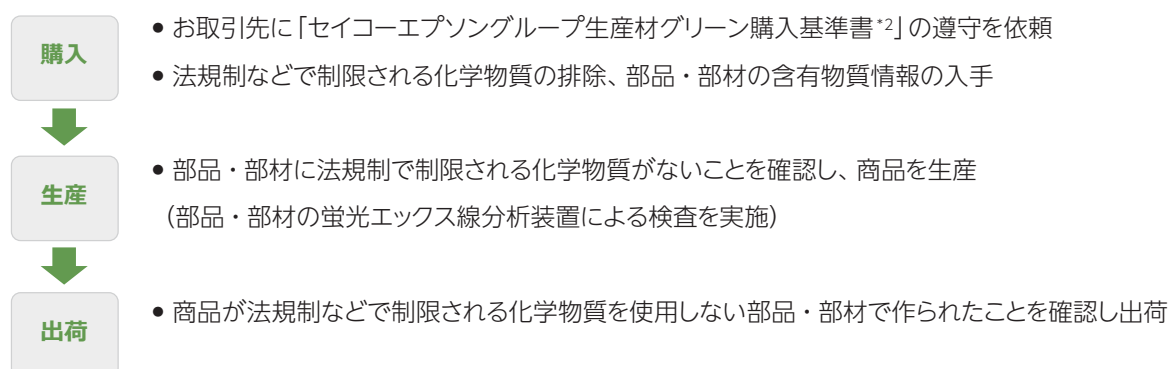 購入
● お取引先に「セイコーエプソングループ生産材グリーン購入基準書*2」の遵守を依頼
● 法規制などで制限される化学物質の排除、部品・部材の含有物質情報の入手
生産
● 部品・部材に法規制で制限される化学物質がないことを確認し、商品を生産
（部品・部材の蛍光エックス線分析装置による検査を実施）
出荷
● 商品が法規制などで制限される化学物質を使用しない部品・部材で作られたことを確認し出荷